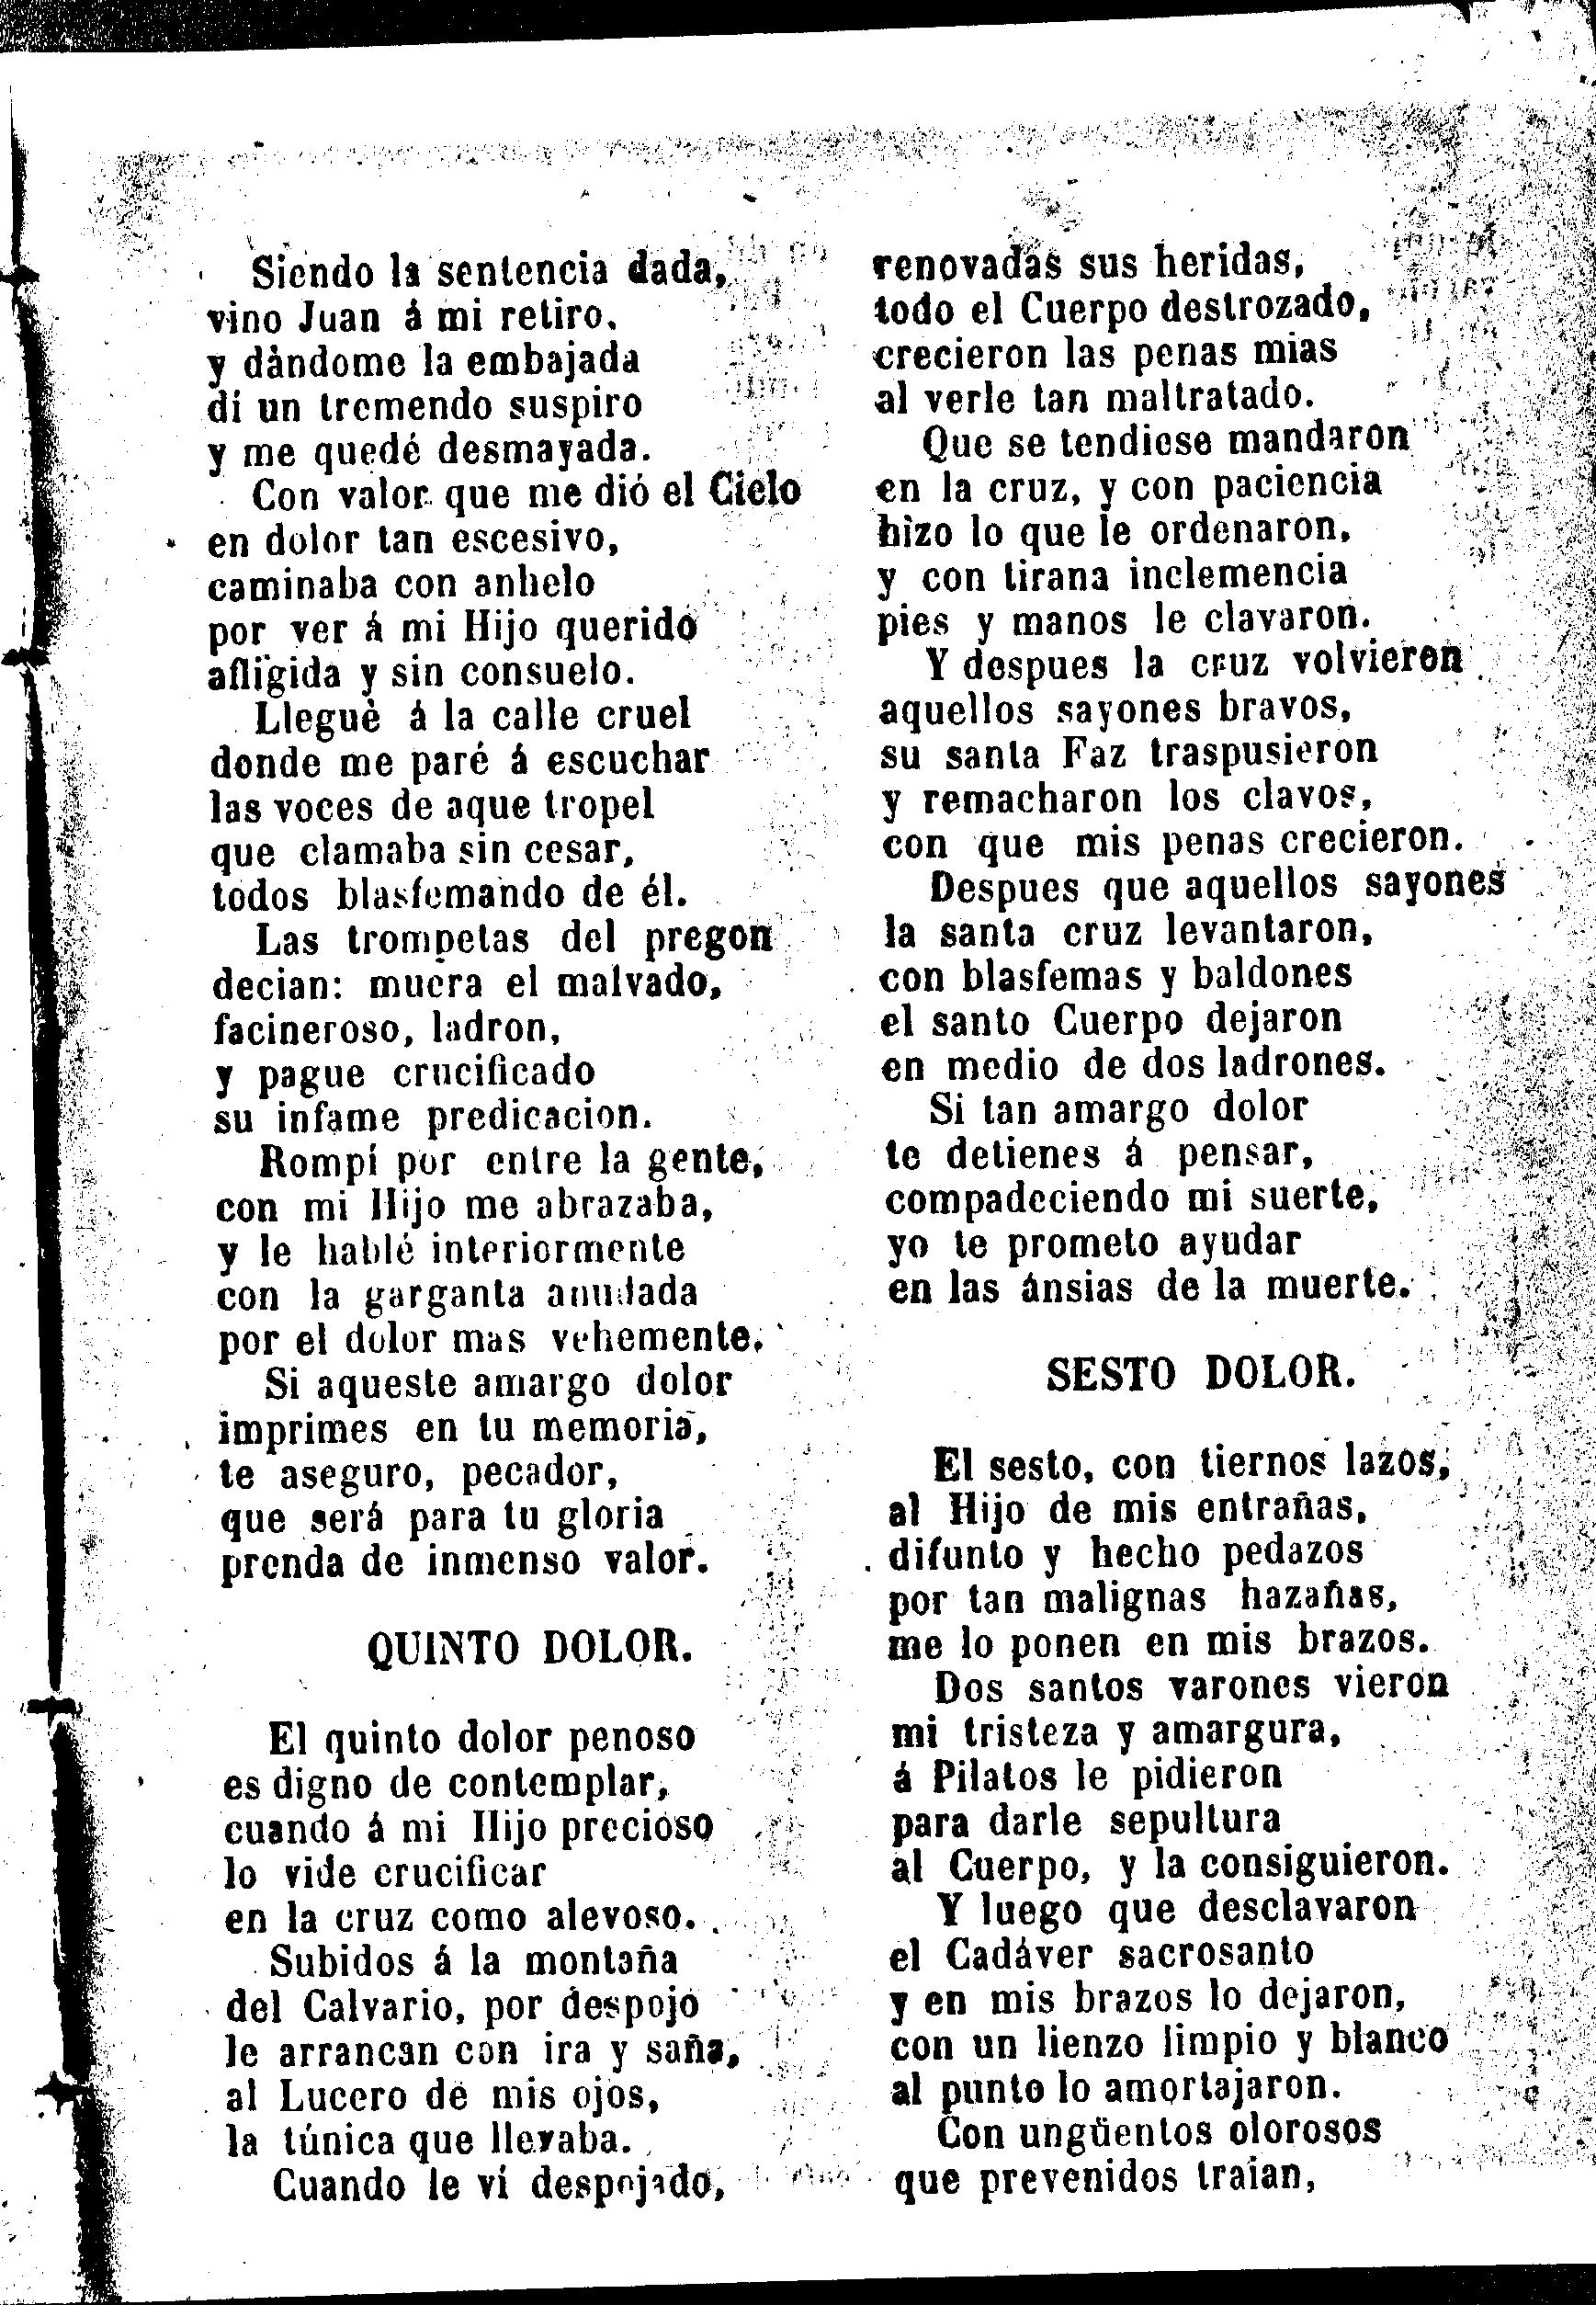 Siendo la sentencia dada,
vino Juan á mi retiro,
y dàndome la embajada
di un tremendo suspiro
y me quedé desmayada.
Con valor que me dió el Cielo
en dolor tan escesivo,
caminaba con anhelo
por ver á mi Hijo querido
afligida y sin consuelo.
Lleguè á la calle cruel
donde me paré á escuchar
las voces de aque tropel
que clamaba sin cesar,
todos blasfemando de él.
Las trompetas del pregon
decian: muera el malvado,
facineroso, ladron,
y pague crucificado
su infame predicacion.
Rompí por entre la gente,
con mi Hijo me abrazaba,
y le hablé interiormente
con la garganta anudada
por el dolor mas vehemente.
Si aqueste amargo dolor
imprimes en tu memoria,
te aseguro, pecador,
que será para tu gloria
prenda de inmenso valor.
QUINTO DOLOR.
El quinto dolor penoso
es digno de contemplar,
cuando á mi Hijo precioso
lo vide crucificar
en la cruz como alevoso.
Subidos á la montaña
del Calvario, por despojo
le arrancan con ira y saña,
al Lucero de mis ojos,
la túnica que llevaba.
Cuando le ví despojado,
renovadas sus heridas,
todo el Cuerpo destrozado,
crecieron las penas mias
al verle tan maltratado.
Que se tendiese mandaron
en la cruz, y con paciencia
hizo lo que le ordenaron,
y con tirana inclemencia
pies y manos le clavaron.
Y despues la cruz volvieron
aquellos sayones bravos,
su santa Faz traspusieron
y remacharon los clavos,
con que mis penas crecieron.
Despues que aquellos sayones
la santa cruz levantaron,
con blasfemas y baldones
el santo Cuerpo dejaron
en medio de dos ladrones.
Si tan amargo dolor
te detienes á pensar,
compadeciendo mi suerte,
yo te prometo ayudar
en las ánsias de la muerte.
SESTO DOLOR.
El sesto, con tiernos lazos,
al Hijo de mis entrañas,
difunto y hecho pedazos
por tan malignas hazañas,
me lo ponen en mis brazos.
Dos santos varones vieron
mi tristeza y amargura,
á Pilatos le pidieron
para darle sepultura
al Cuerpo, y la consiguieron.
Y luego que desclavaron
el Cadáver sacrosanto
y en mis brazos lo dejaron,
con un lienzo limpio y blanco
al punto lo amortajaron.
Con ungüentos olorosos
que prevenidos traian,